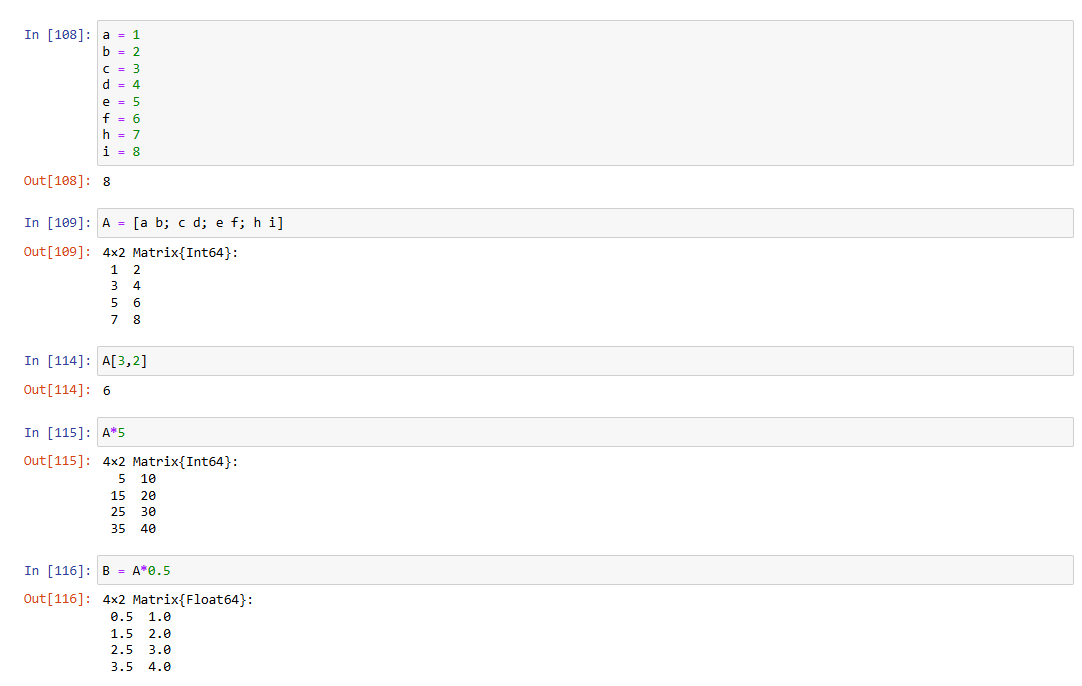 In [108]: a = 1
b = 2
c = 3
d = 4
e = 5
f = 6
h = 7
i = 8
Out[108]: 8
In [109]: A = [a b; c d; e f; h i]
Out[109]: 4×2 Matrix{Int64}:
1 2
3 4
5 6
7 8
In [114]: A[3,2]
Out[114]: 6
In [115]: A*5
Out[115]: 4×2 Matrix{Int64}:
5 10
15 20
25 30
35 40
In [116]: B = A*0.5
Out[116]: 4×2 Matrix{Float64}:
0.5 1.0
1.5 2.0
2.5 3.0
3.5 4.0